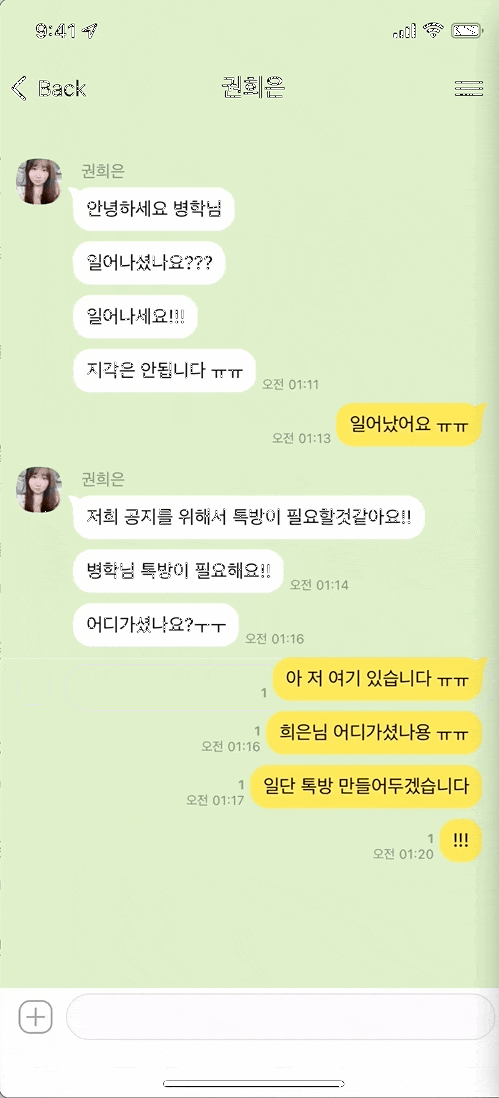 9:41
Back
권희은
권희은
안녕하세요 병학님
일어나셨나요???
일어나세요!!!
지각은 안됩니다 ㅠㅠ
오전 01:11
일어났어요 ㅠㅠ
오전 01:13
권희은
저희 공지를 위해서 톡방이 필요할것같아요!!
병학님 톡방이 필요해요!!
오전 01:14
어디가셨나요?ㅜㅜ
오전 01:16
아 저 여기 있습니다 ㅠㅠ
1
희은님 어디가셨나용 ㅠㅠ
1
오전 01:16
일단 톡방 만들어두겠습니다
1
오전 01:17
!!!
1
오전 01:20